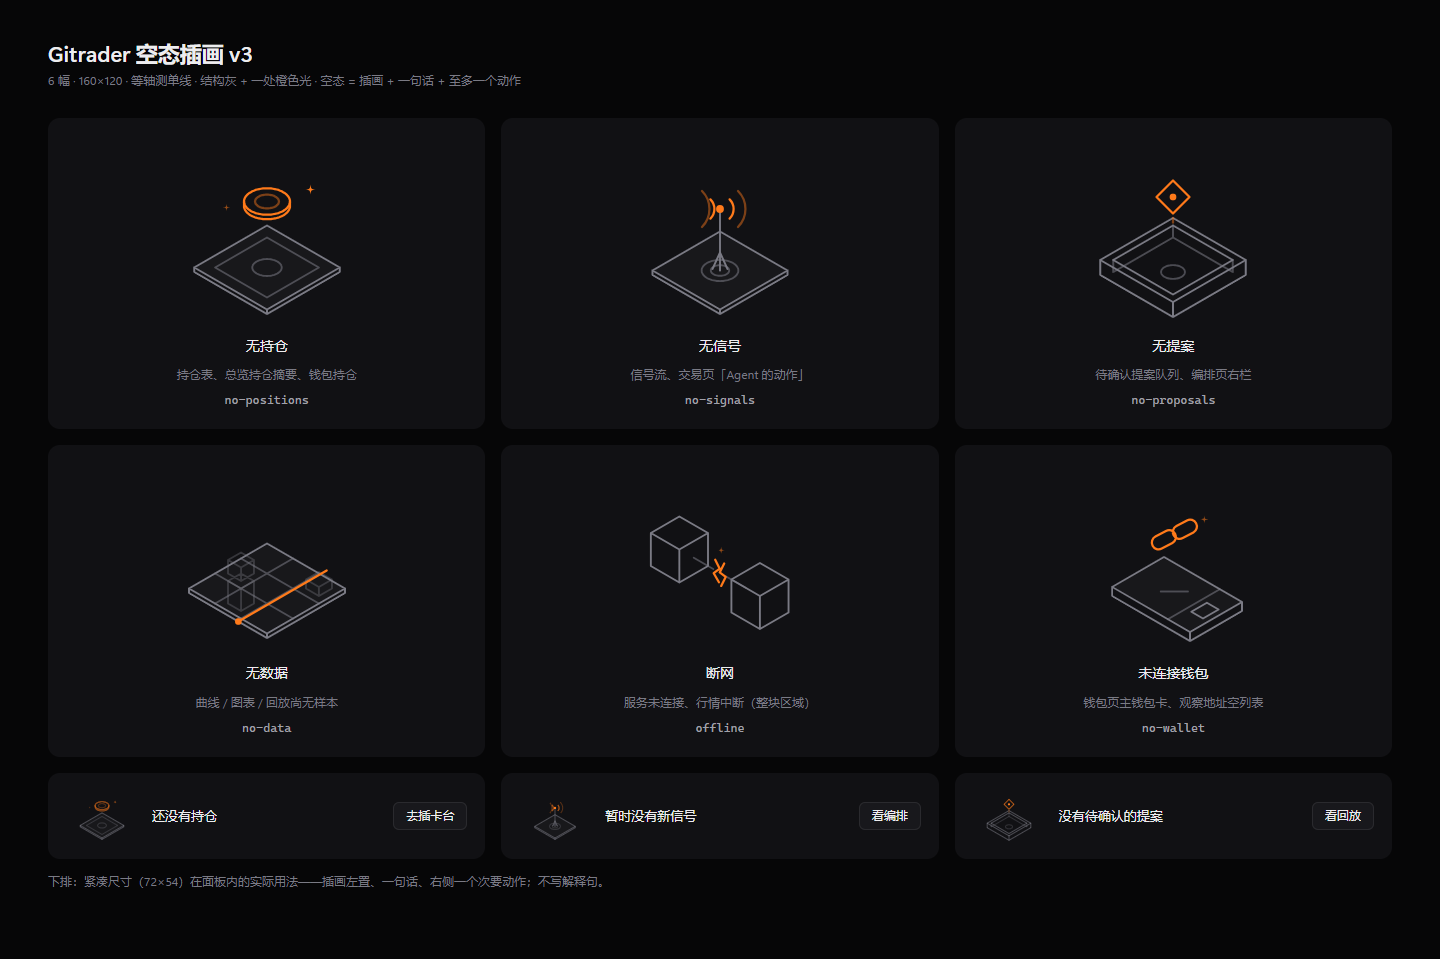 Gitrader 空态插画 v3
6 幅 · 160×120 · 等轴测单线 · 结构灰 + 一处橙色光 · 空态 = 插画 + 一句话 + 至多一个动作
无持仓
持仓表、总览持仓摘要、钱包持仓
no-positions
无信号
信号流、交易页「Agent 的动作」
no-signals
无提案
待确认提案队列、编排页右栏
no-proposals
无数据
曲线 / 图表 / 回放尚无样本
no-data
断网
服务未连接、行情中断（整块区域）
offline
未连接钱包
钱包页主钱包卡、观察地址空列表
no-wallet
还没有持仓
去插卡台
暂时没有新信号
看编排
没有待确认的提案
看回放
下排：紧凑尺寸（72×54）在面板内的实际用法——插画左置、一句话、右侧一个次要动作；不写解释句。